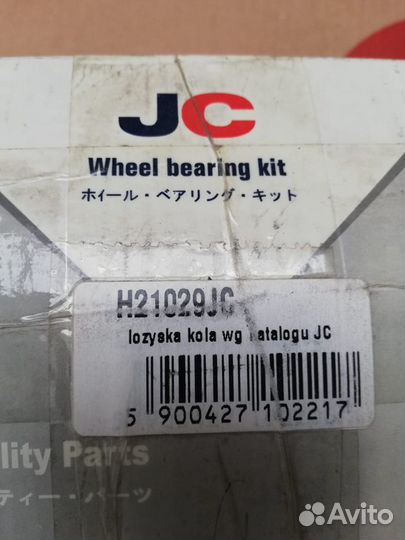 JC
Wheel bearing kit
ホイール・ベアリング・キット
H21029JC
lozyska kola wg katalogu JC
5 900427 102217
lity Parts
ティー・パーツ
Avito